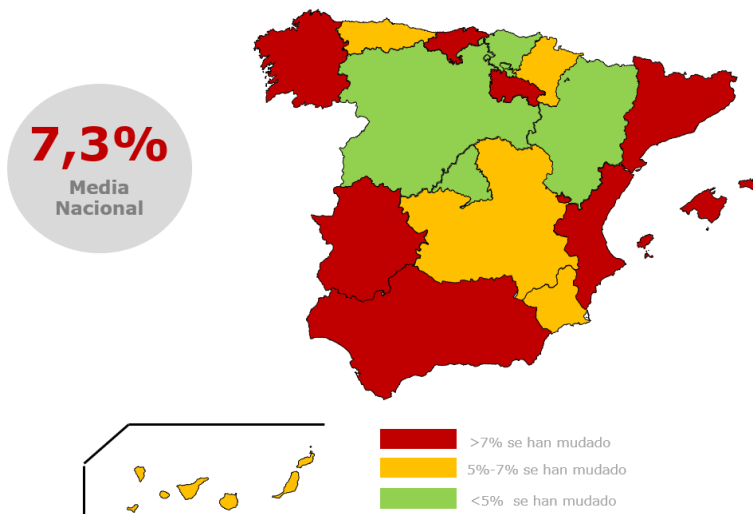 7,3%
Media
Nacional
>7% se han mudado
5%-7% se han mudado
<5% se han mudado